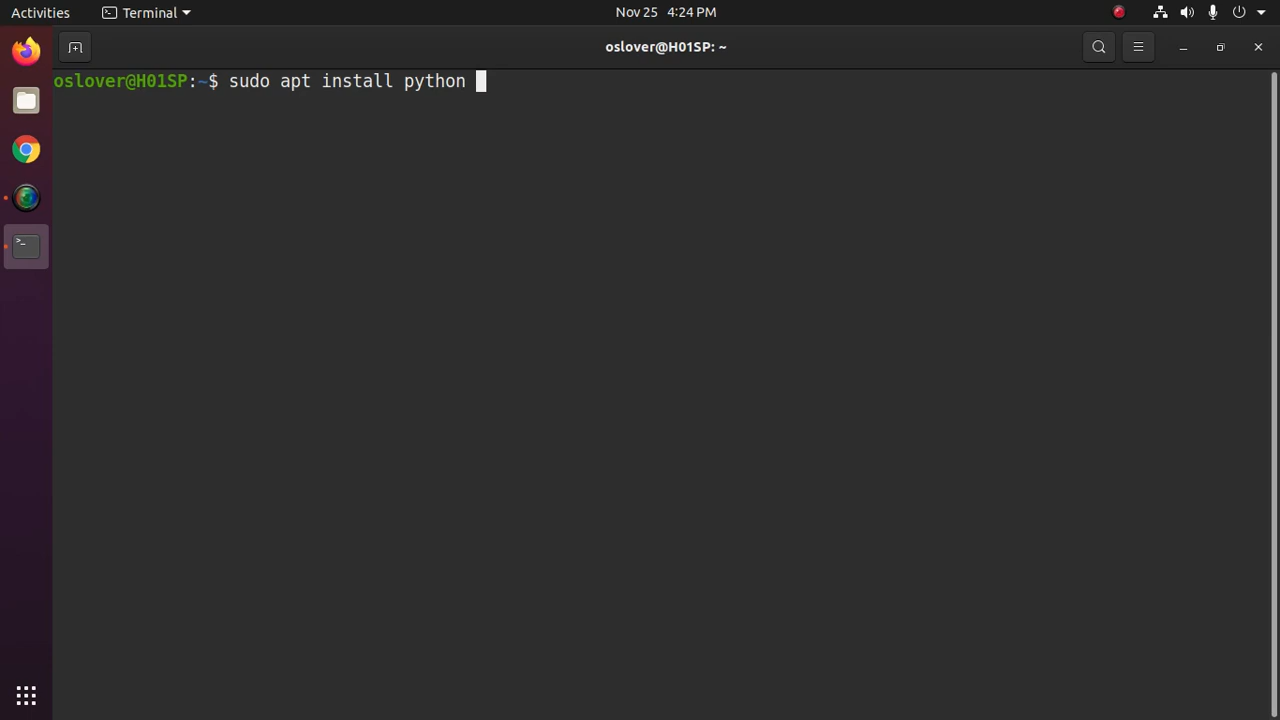 Activities
Terminal
Nov 25 4:24 PM
oslover@H01SP: ~
oslover@H01SP:~$ sudo apt install python